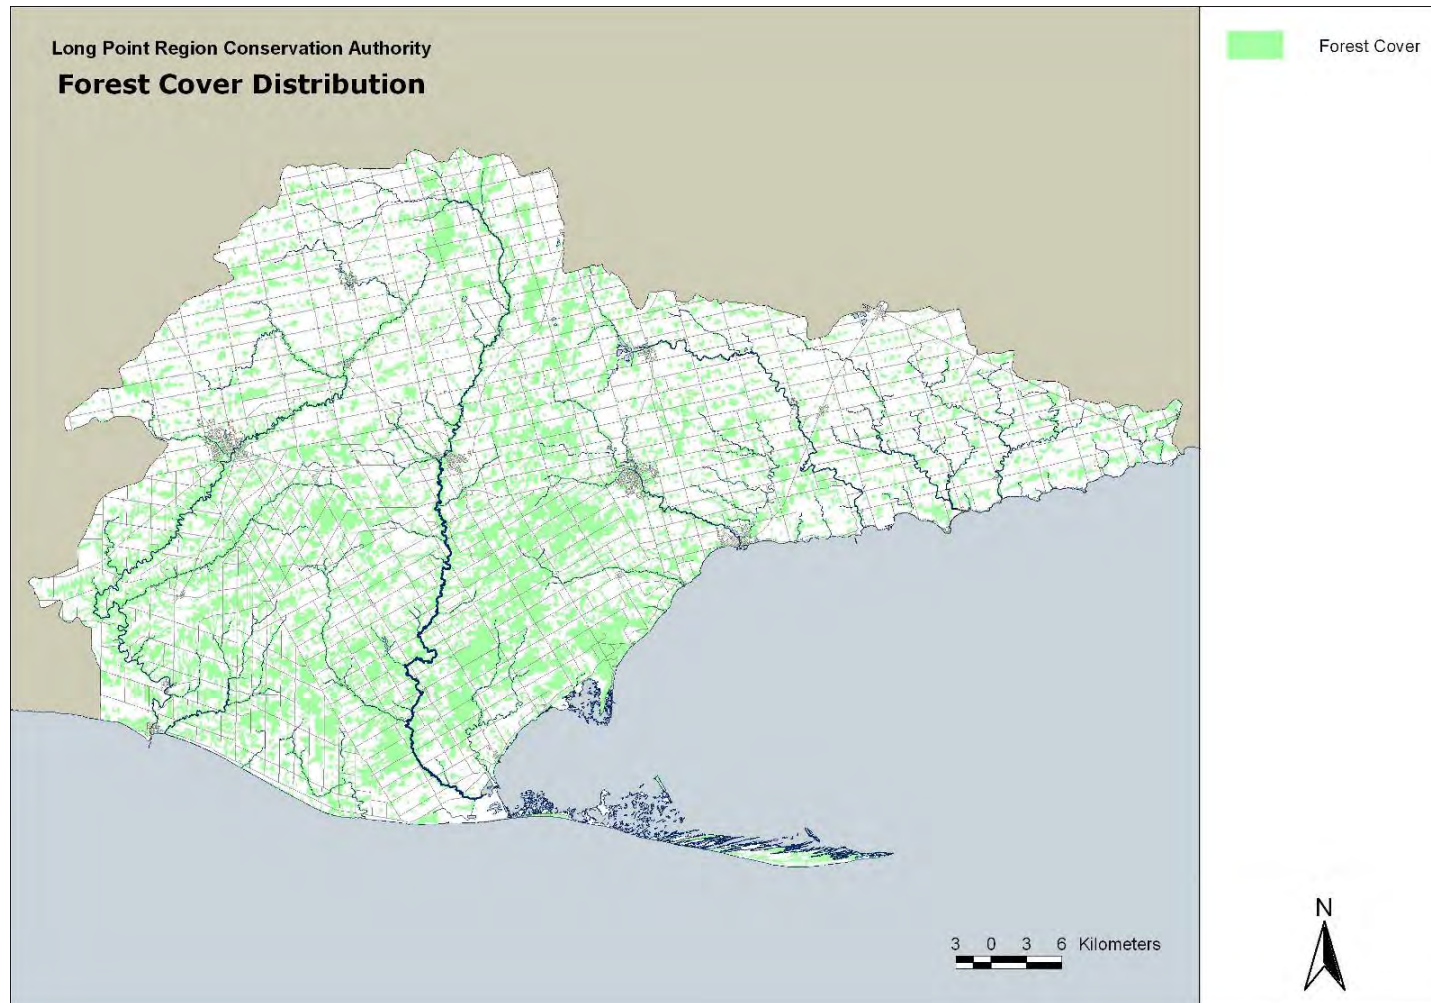 Long Point Region Conservation Authority
Forest Cover Distribution
Forest Cover
N
3 0 3 6 Kilometers